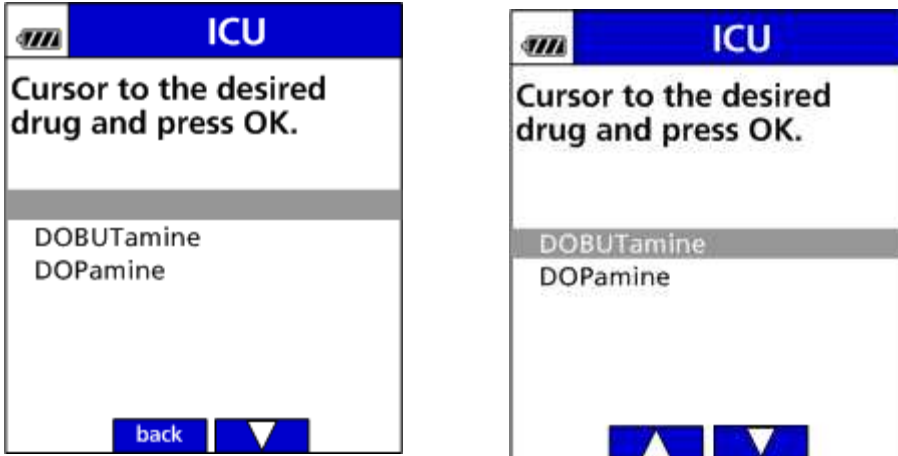 ICU
Cursor to the desired
drug and press OK.
DOBUTamine
DOPamine
back
ICU
Cursor to the desired
drug and press OK.
DOBUTamine
DOPamine